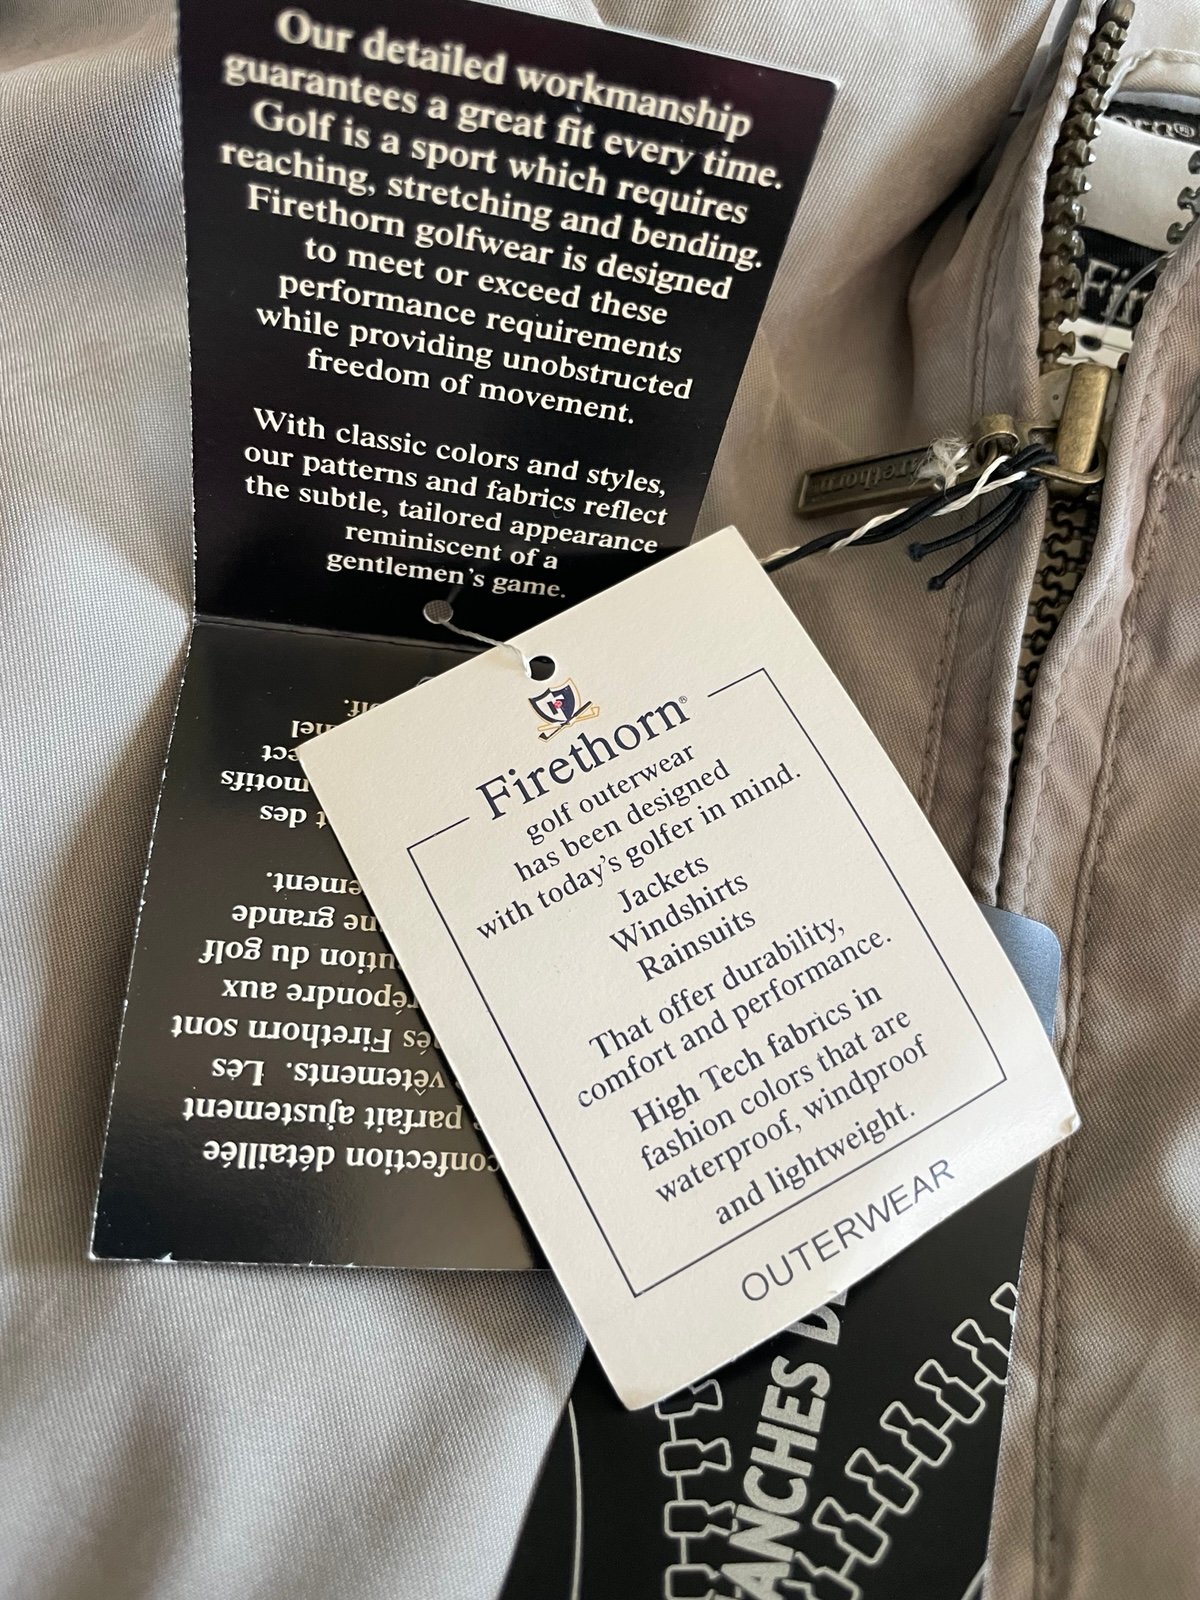 Our detailed workmanship
guarantees a great fit every time.
Golf is a sport which requires
reaching, stretching and bending.
Firethorn golfwear is designed
to meet or exceed these
performance requirements
while providing unobstructed
freedom of movement.
With classic colors and styles,
our patterns and fabrics reflect
the subtle, tailored appearance
reminiscent of a
gentlemen's game.
Firethorn®
golf outerwear
has been designed
with today's golfer in mind.
Jackets
Windshirts
Rainsuits
That offer durability,
comfort and performance.
High Tech fabrics in
fashion colors that are
waterproof, windproof
and lightweight.
OUTERWEAR
confection détaillée
parfait ajustement
vêtements. Les
Firethorn sont
répondre aux
du golf
grande
des
motifs
ANCHES